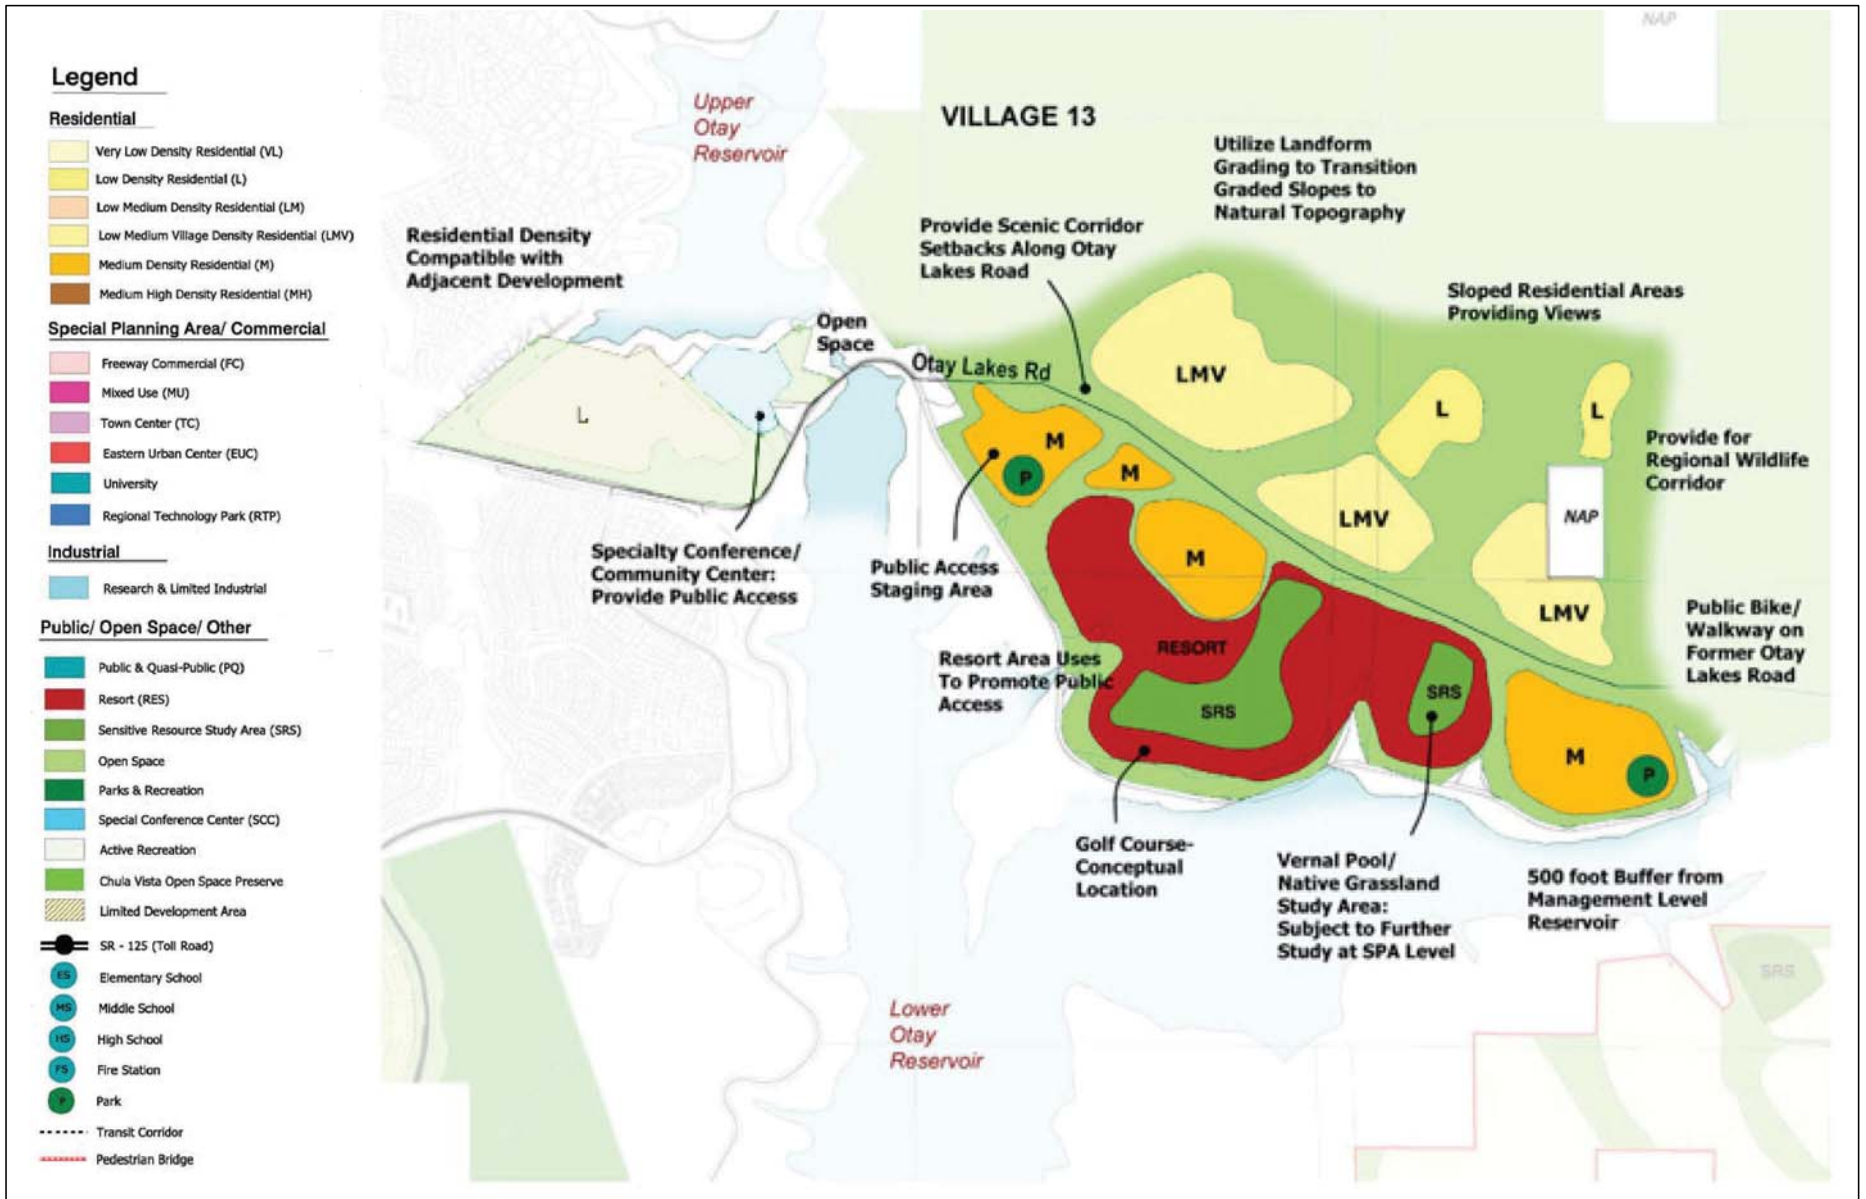 Legend
Residential
Very Low Density Residential (VL)
Low Density Residential (L)
Low Medium Density Residential (LM)
Low Medium Village Density Residential (LMV)
Medium Density Residential (M)
Medium High Density Residential (MH)
Special Planning Area/ Commercial
Freeway Commercial (FC)
Mixed Use (MU)
Town Center (TC)
Eastern Urban Center (EUC)
University
Regional Technology Park (RTP)
Industrial
Research & Limited Industrial
Public/ Open Space/ Other
Public & Quasi-Public (PQ)
Resort (RES)
Sensitive Resource Study Area (SRS)
Open Space
Parks & Recreation
Special Conference Center (SCC)
Active Recreation
Chula Vista Open Space Preserve
Limited Development Area
SR - 125 (Toll Road)
ES
Elementary School
MS
Middle School
HS
High School
FS
Fire Station
P
Park
Transit Corridor
Pedestrian Bridge
NAP
Upper
Otay
Reservoir
VILLAGE 13
Utilize Landform
Grading to Transition
Graded Slopes to
Natural Topography
Provide Scenic Corridor
Setbacks Along Otay
Lakes Road
Residential Density
Compatible with
Adjacent Development
Sloped Residential Areas
Providing Views
Open
Space
Otay Lakes Rd
LMV
L
L
L
M
P
M
Provide for
Regional Wildlife
Corridor
LMV
NAP
M
Specialty Conference/
Community Center:
Provide Public Access
Public Access
Staging Area
LMV
Public Bike/
Walkway on
Former Otay
Lakes Road
RESORT
Resort Area Uses
To Promote Public
Access
SRS
SRS
M
P
Golf Course-
Conceptual
Location
Vernal Pool/
Native Grassland
Study Area:
Subject to Further
Study at SPA Level
500 foot Buffer from
Management Level
Reservoir
SRS
Lower
Otay
Reservoir